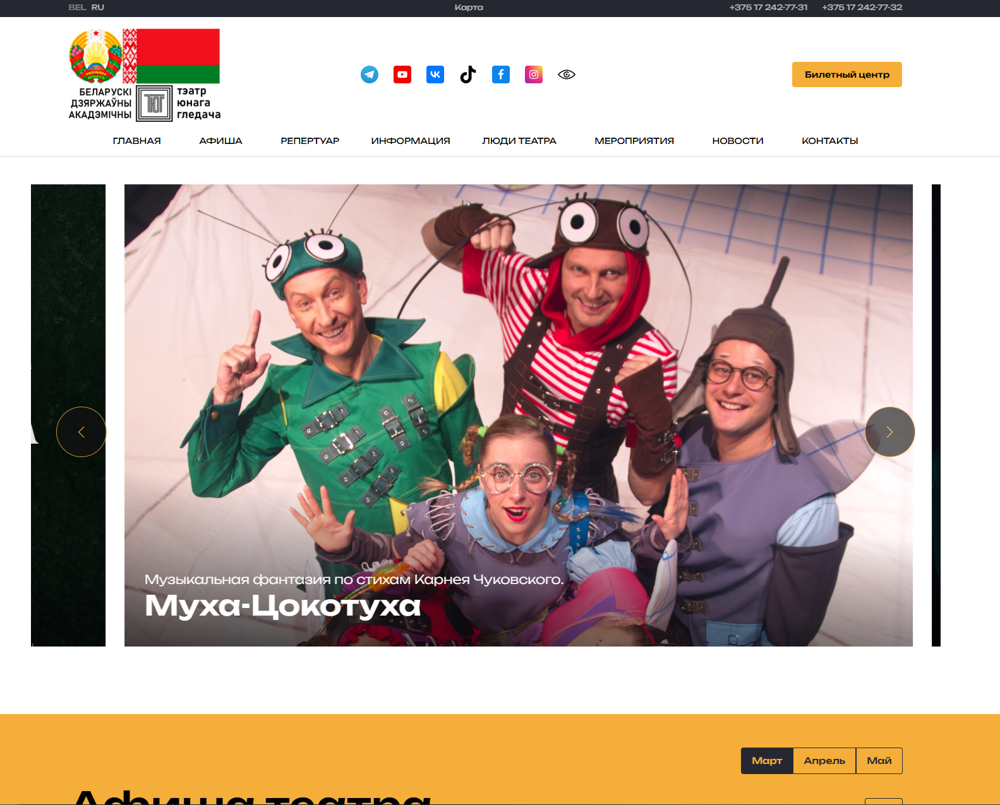 BEL RU
Карта
+375 17 242-77-31 +375 17 242-77-32
БЕЛАРУСКІ
ДЗЯРЖАЎНЫ
АКАДЭМІЧНЫ
тэатр
юнага
гледача
Билетный центр
ГЛАВНАЯ АФИША РЕПЕРТУАР ИНФОРМАЦИЯ ЛЮДИ ТЕАТРА МЕРОПРИЯТИЯ НОВОСТИ КОНТАКТЫ
Музыкальная фантазия по стихам Карнея Чуковского.
Муха-Цокотуха
Март Апрель Май
Афиша театра